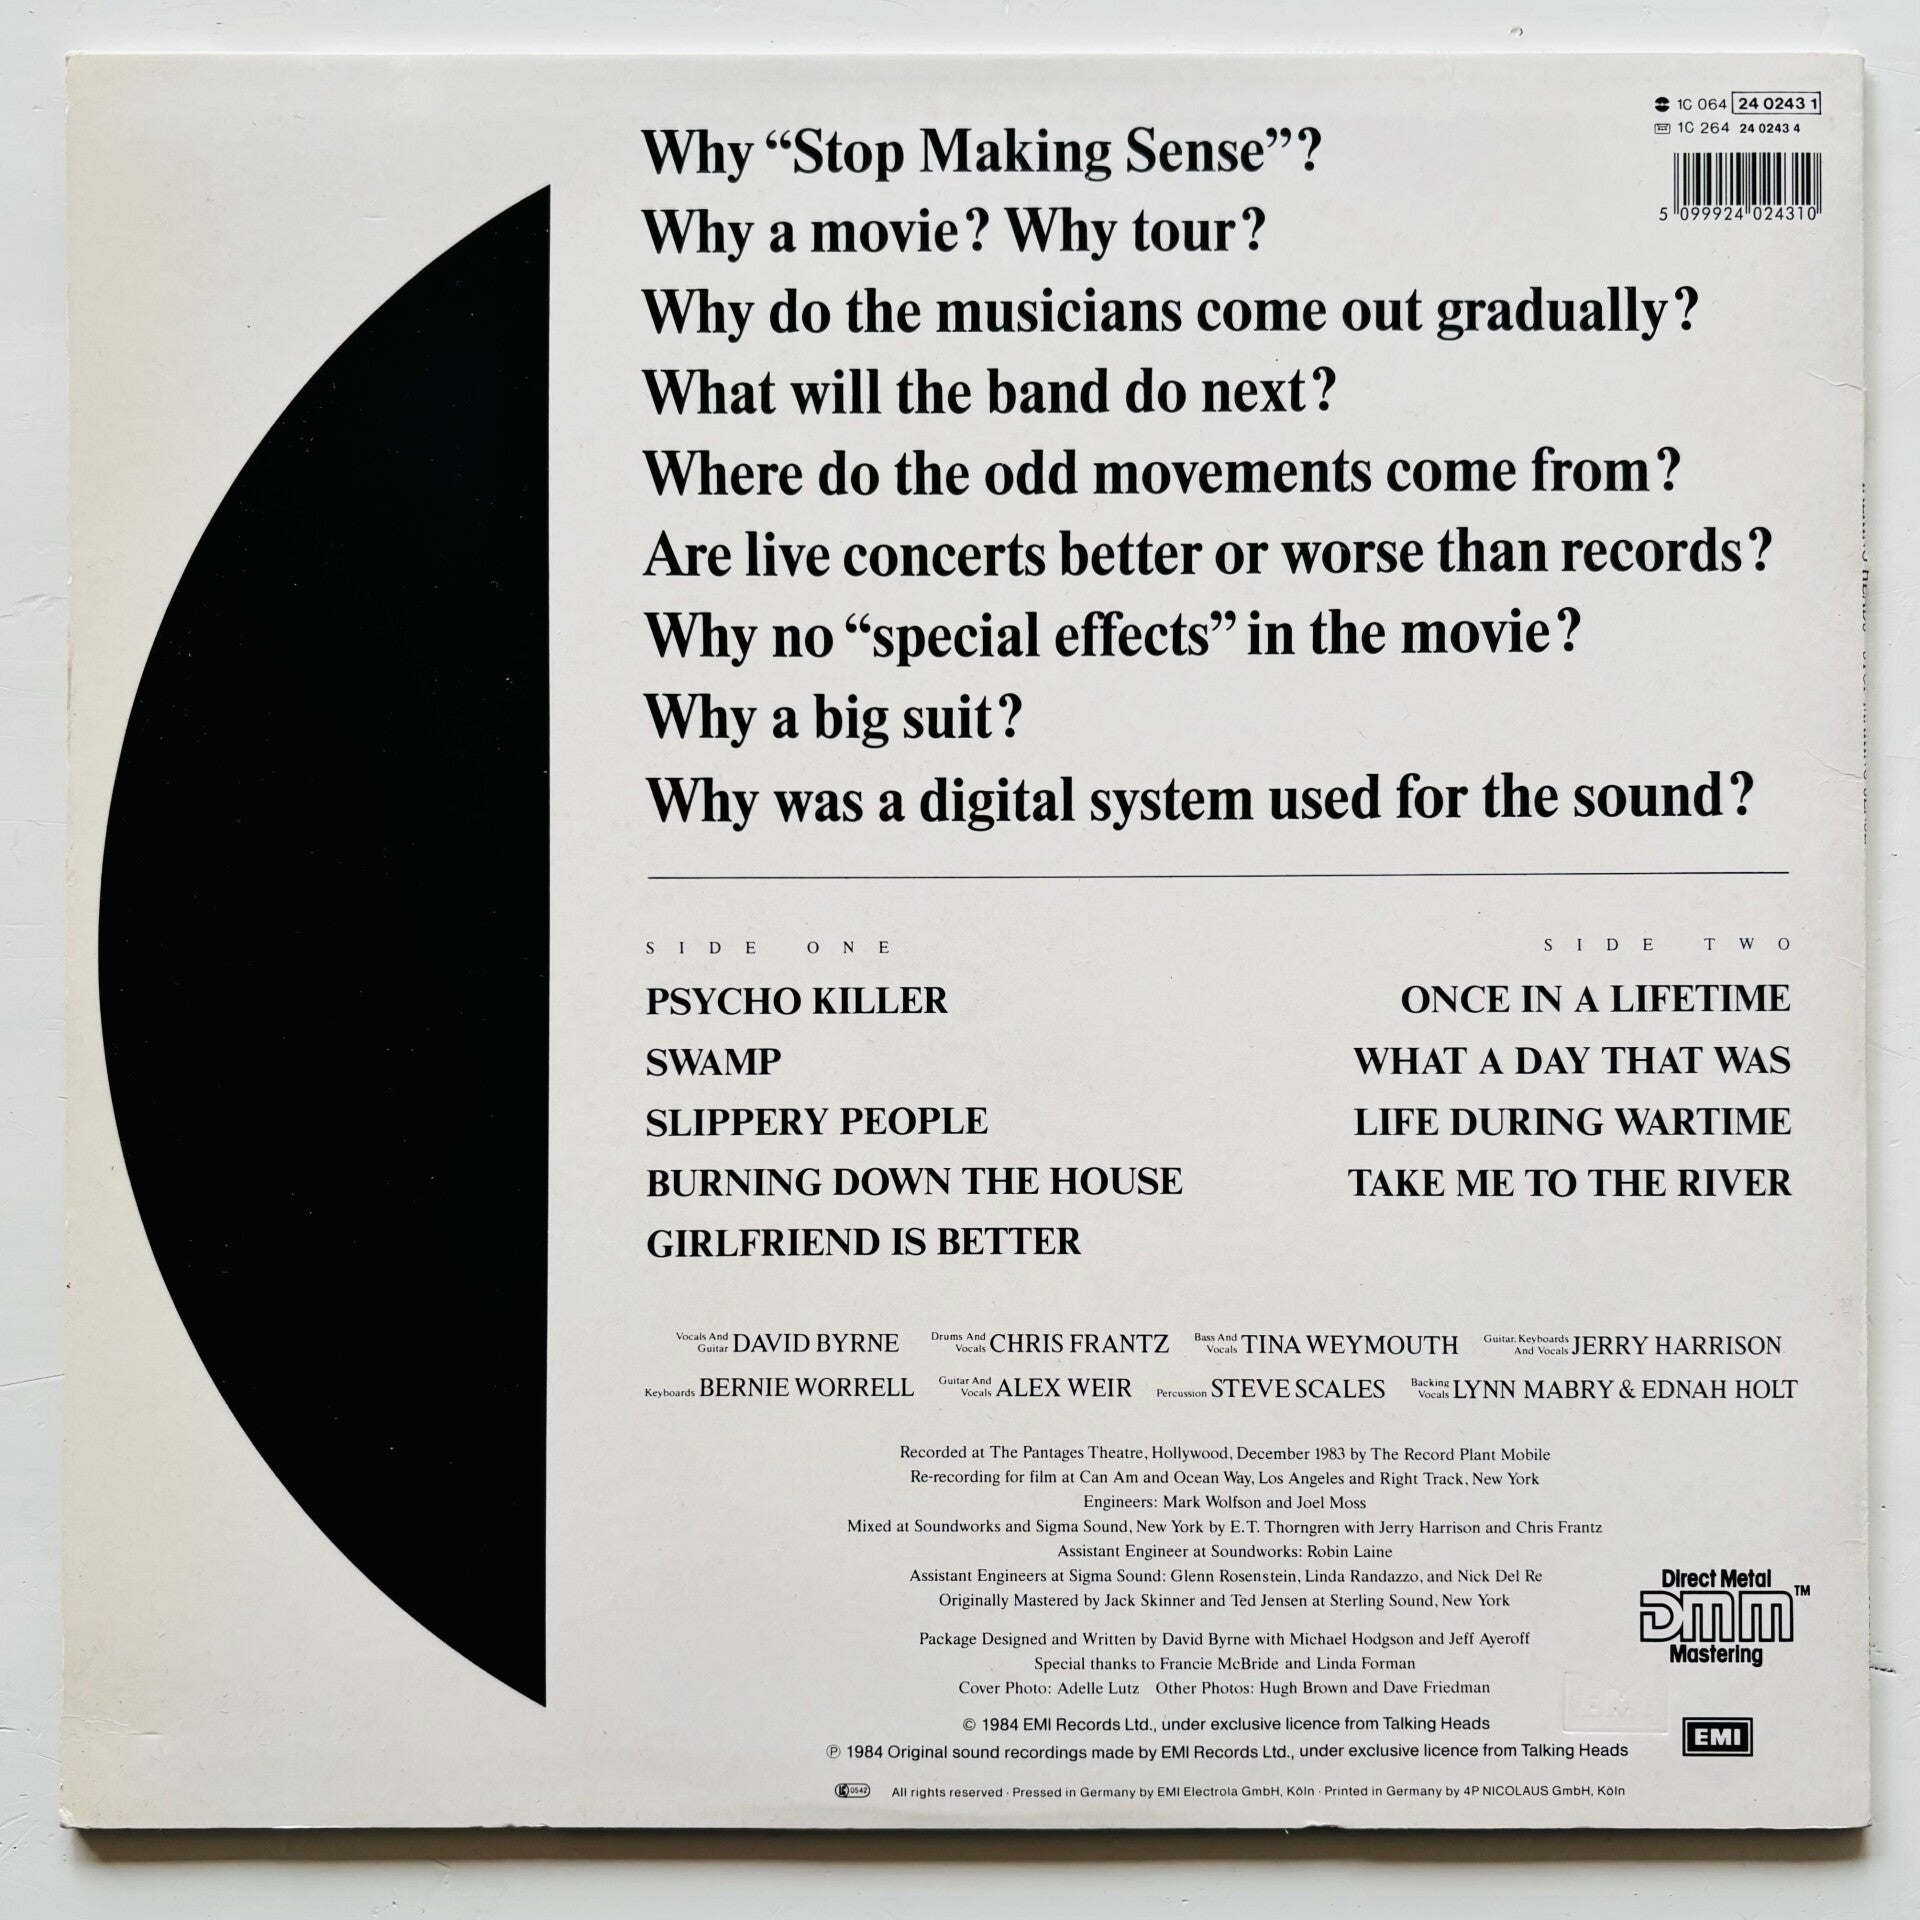 1C 064 24 0243 1
1C 264 24 0243 4
5 099924 024310
Why “Stop Making Sense”?
Why a movie? Why tour?
Why do the musicians come out gradually?
What will the band do next?
Where do the odd movements come from?
Are live concerts better or worse than records?
Why no “special effects” in the movie?
Why a big suit?
Why was a digital system used for the sound?
SIDE ONE
PSYCHO KILLER
SWAMP
SLIPPERY PEOPLE
BURNING DOWN THE HOUSE
GIRLFRIEND IS BETTER
SIDE TWO
ONCE IN A LIFETIME
WHAT A DAY THAT WAS
LIFE DURING WARTIME
TAKE ME TO THE RIVER
Vocals And Guitar DAVID BYRNE Drums And Vocals CHRIS FRANTZ Bass And Vocals TINA WEYMOUTH Guitar, Keyboards And Vocals JERRY HARRISON
Keyboards BERNIE WORRELL Guitar And Vocals ALEX WEIR Percussion STEVE SCALES Backing Vocals LYNN MABRY & EDNAH HOLT
Recorded at The Pantages Theatre, Hollywood, December 1983 by The Record Plant Mobile
Re-recording for film at Can Am and Ocean Way, Los Angeles and Right Track, New York
Engineers: Mark Wolfson and Joel Moss
Mixed at Soundworks and Sigma Sound, New York by E.T. Thorngren with Jerry Harrison and Chris Frantz
Assistant Engineer at Soundworks: Robin Laine
Assistant Engineers at Sigma Sound: Glenn Rosenstein, Linda Randazzo, and Nick Del Re
Originally Mastered by Jack Skinner and Ted Jensen at Sterling Sound, New York
Package Designed and Written by David Byrne with Michael Hodgson and Jeff Ayeroff
Special thanks to Francie McBride and Linda Forman
Cover Photo: Adelle Lutz Other Photos: Hugh Brown and Dave Friedman
© 1984 EMI Records Ltd., under exclusive licence from Talking Heads
℗ 1984 Original sound recordings made by EMI Records Ltd., under exclusive licence from Talking Heads
LC 0542 All rights reserved · Pressed in Germany by EMI Electrola GmbH, Köln · Printed in Germany by 4P NICOLAUS GmbH, Köln
Direct Metal
DMM™
Mastering
EMI
EMI